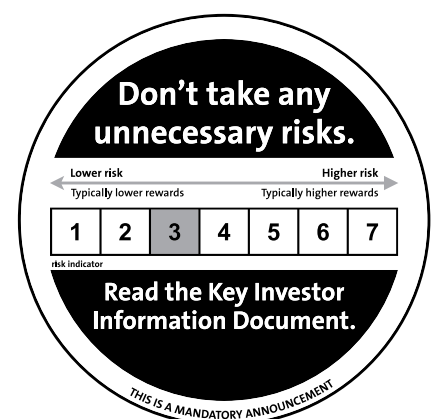 Don’t take any
unnecessary risks.
Lower risk Higher risk
Typically lower rewards Typically higher rewards
1 2 3 4 5 6 7
risk indicator
Read the Key Investor
Information Document.
THIS IS A MANDATORY ANNOUNCEMENT